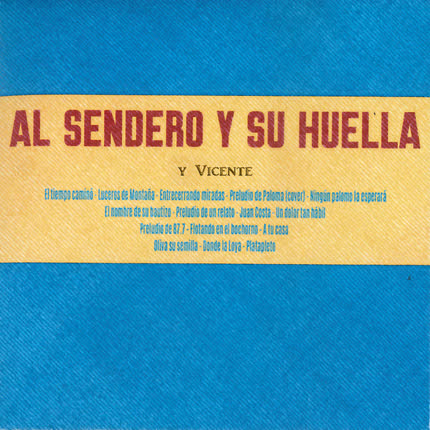 AL SENDERO Y SU HUELLA
Y VICENTE
El tiempo caminó · Luceros de Montaña · Entrecerrando miradas · Preludio de Paloma (cover) · Ningún palomo la esperará
El nombre de su bautizo · Preludio de un relato · Juan Costa · Un dolor tan hábil
Preludio de 87.7 · Flotando en el bochorno · A tu casa
Oliva su semilla · Donde la Loya · Platapleto